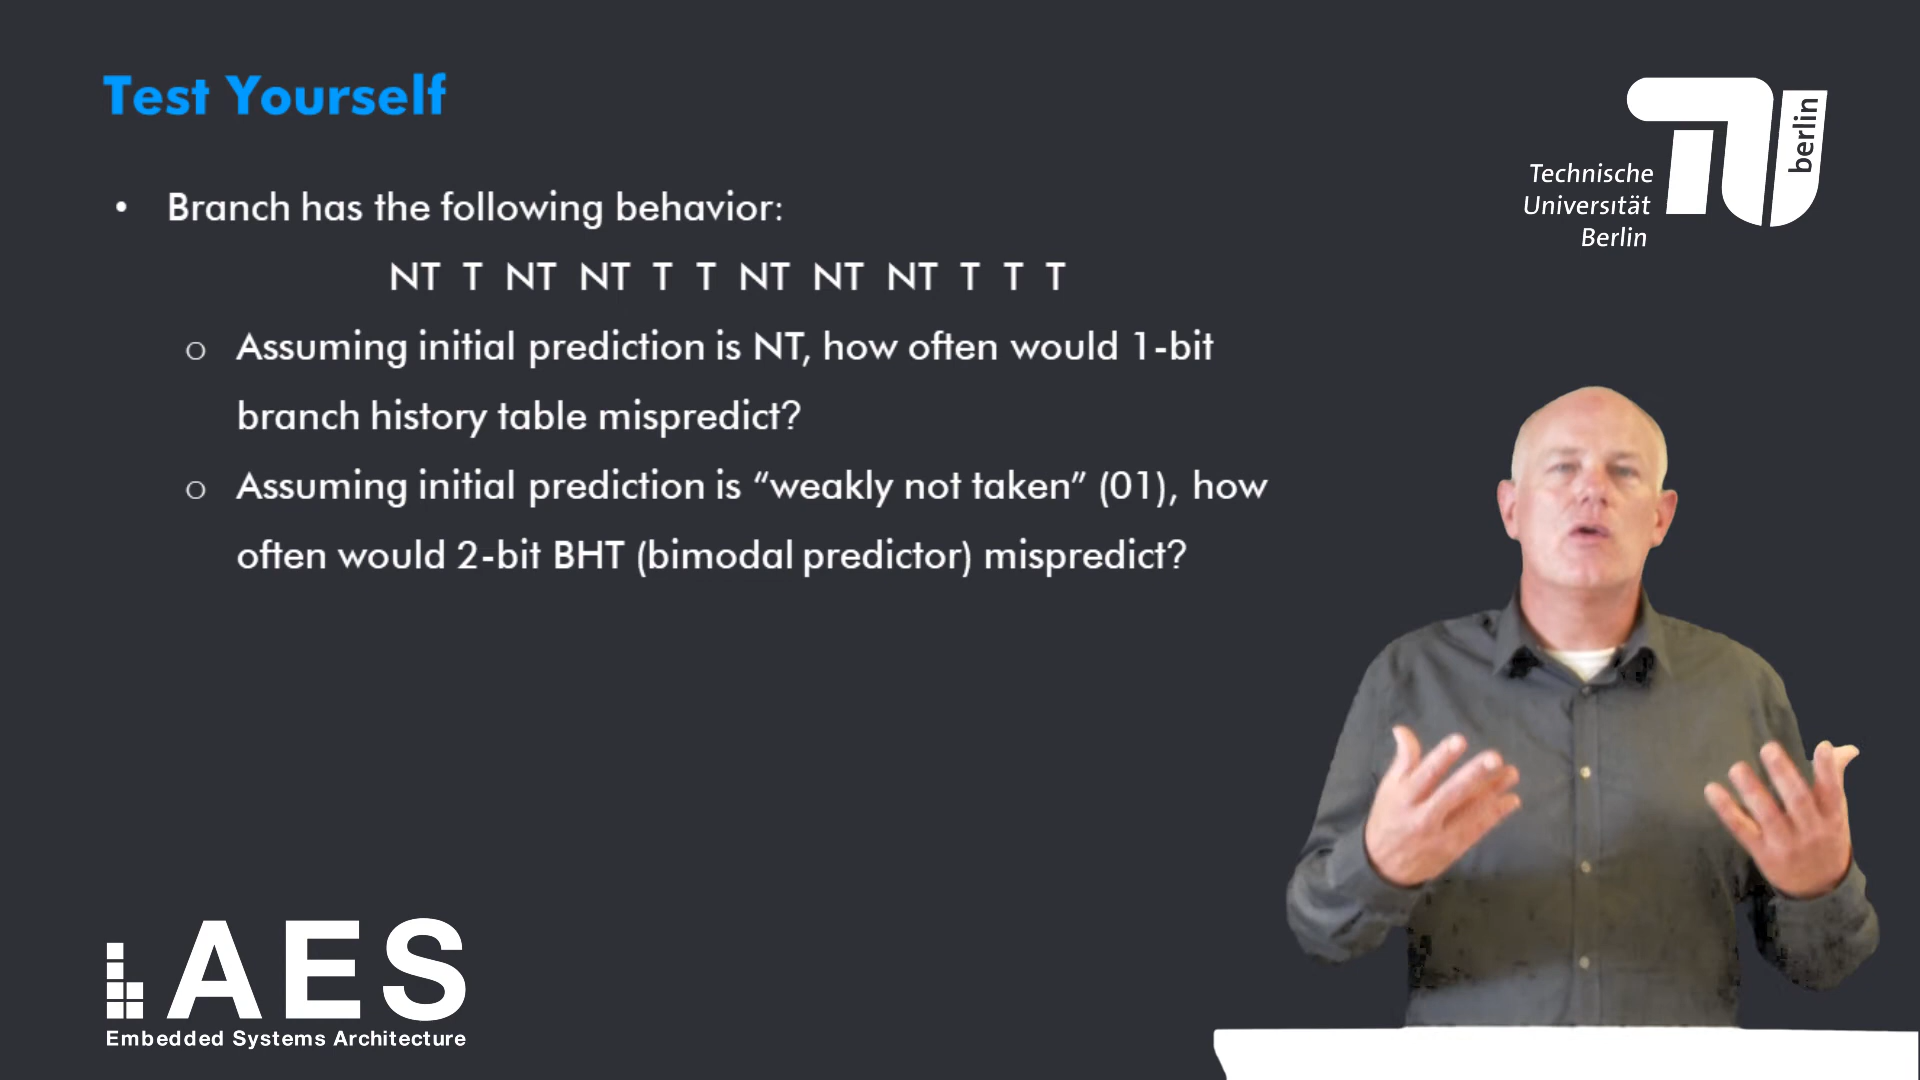 Test Yourself
• Branch has the following behavior:
NT T NT NT T T NT NT NT T T T
o Assuming initial prediction is NT, how often would 1-bit
branch history table mispredict?
o Assuming initial prediction is “weakly not taken” (01), how
often would 2-bit BHT (bimodal predictor) mispredict?
Technische
Universität
Berlin
berlin
AES
Embedded Systems Architecture